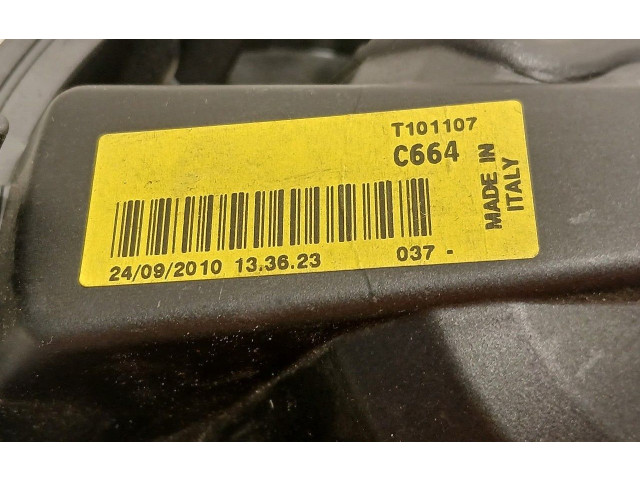 T101107
C664
MADE IN
ITALY
24/09/2010 13.36.23 037 -